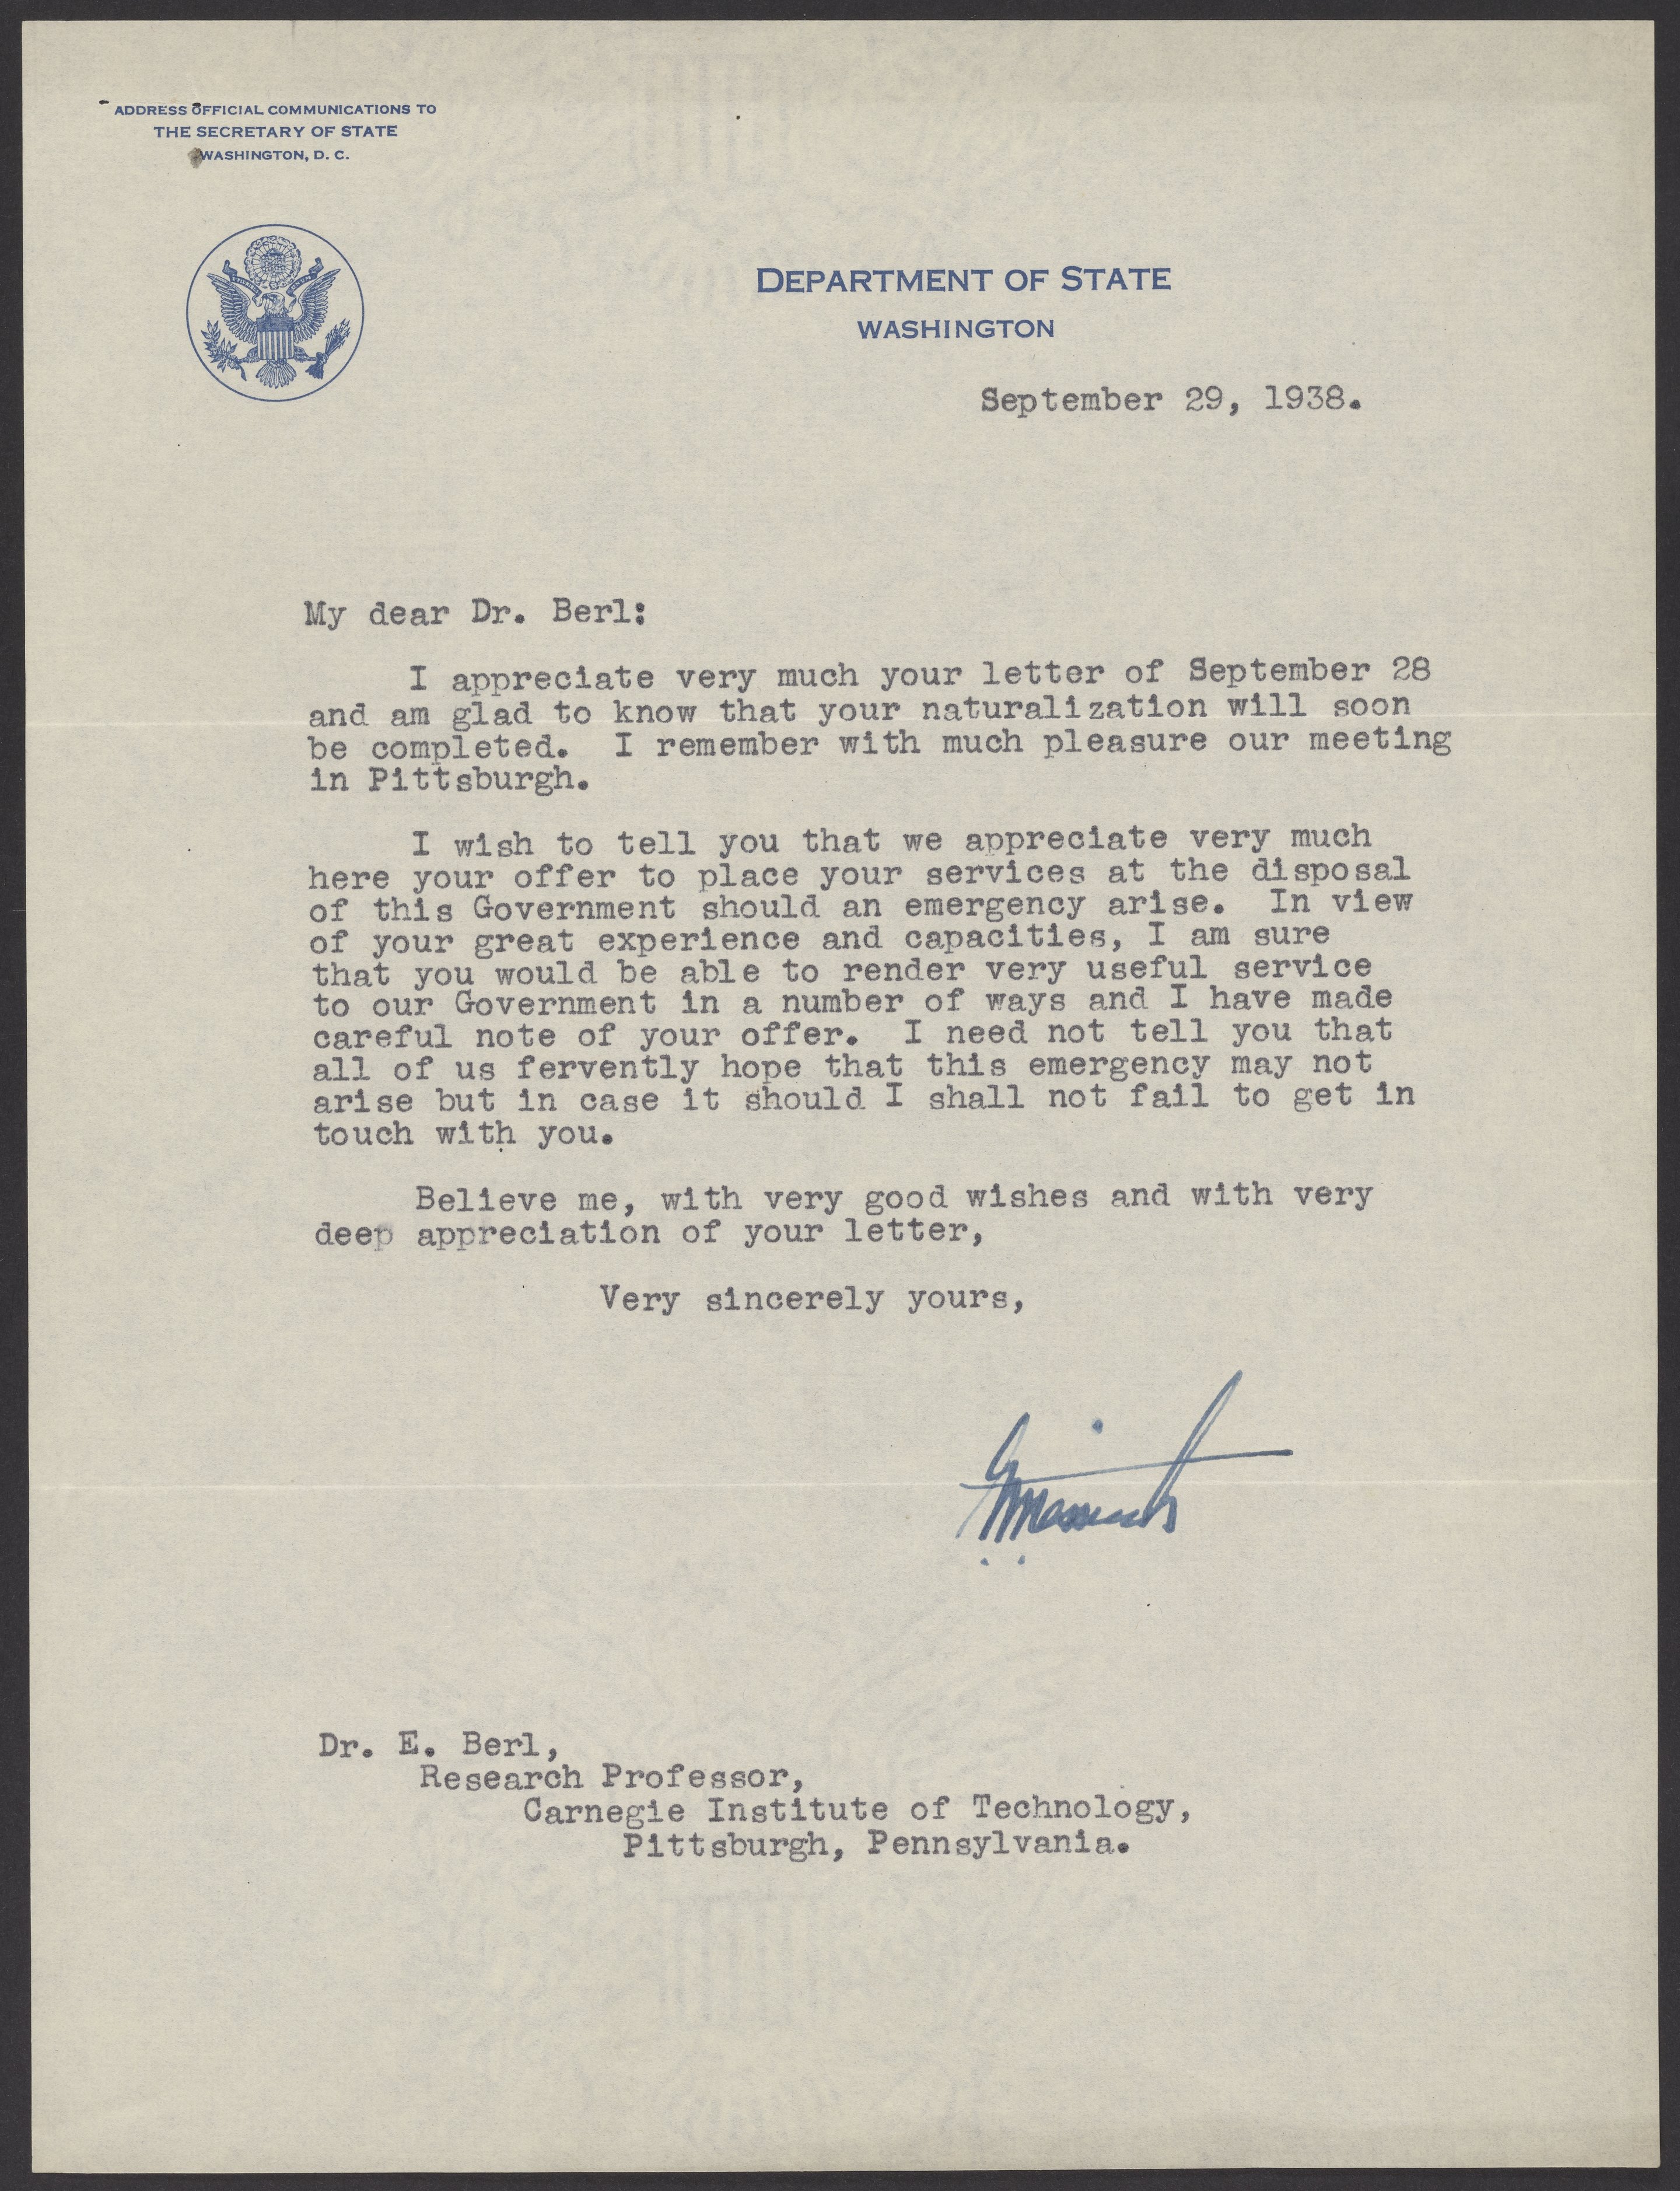 ADDRESS OFFICIAL COMMUNICATIONS TO
THE SECRETARY OF STATE
WASHINGTON, D. C.
DEPARTMENT OF STATE
WASHINGTON
September 29, 1938.
My dear Dr. Berl:
I appreciate very much your letter of September 28
and am glad to know that your naturalization will soon
be completed. I remember with much pleasure our meeting
in Pittsburgh.
I wish to tell you that we appreciate very much
here your offer to place your services at the disposal
of this Government should an emergency arise. In view
of your great experience and capacities, I am sure
that you would be able to render very useful service
to our Government in a number of ways and I have made
careful note of your offer. I need not tell you that
all of us fervently hope that this emergency may not
arise but in case it should I shall not fail to get in
touch with you.
Believe me, with very good wishes and with very
deep appreciation of your letter,
Very sincerely yours,
Dr. E. Berl,
Research Professor,
Carnegie Institute of Technology,
Pittsburgh, Pennsylvania.